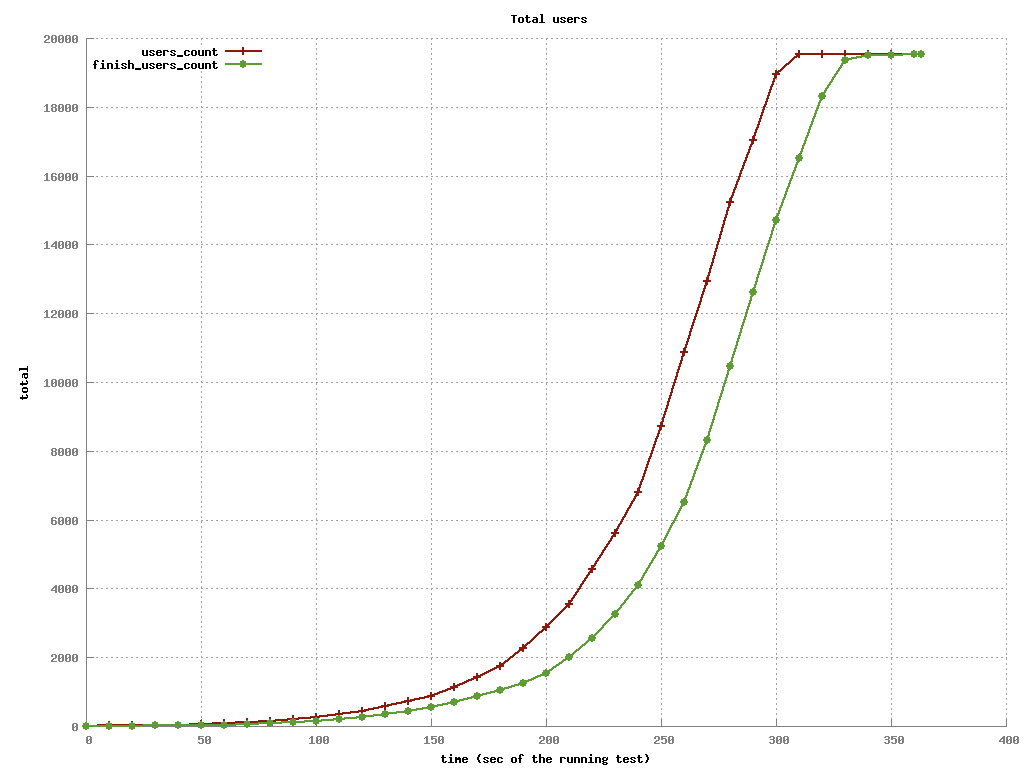 Total users
users_count
finish_users_count
20000
18000
16000
14000
12000
10000
8000
6000
4000
2000
0
total
0 50 100 150 200 250 300 350 400
time (sec of the running test)